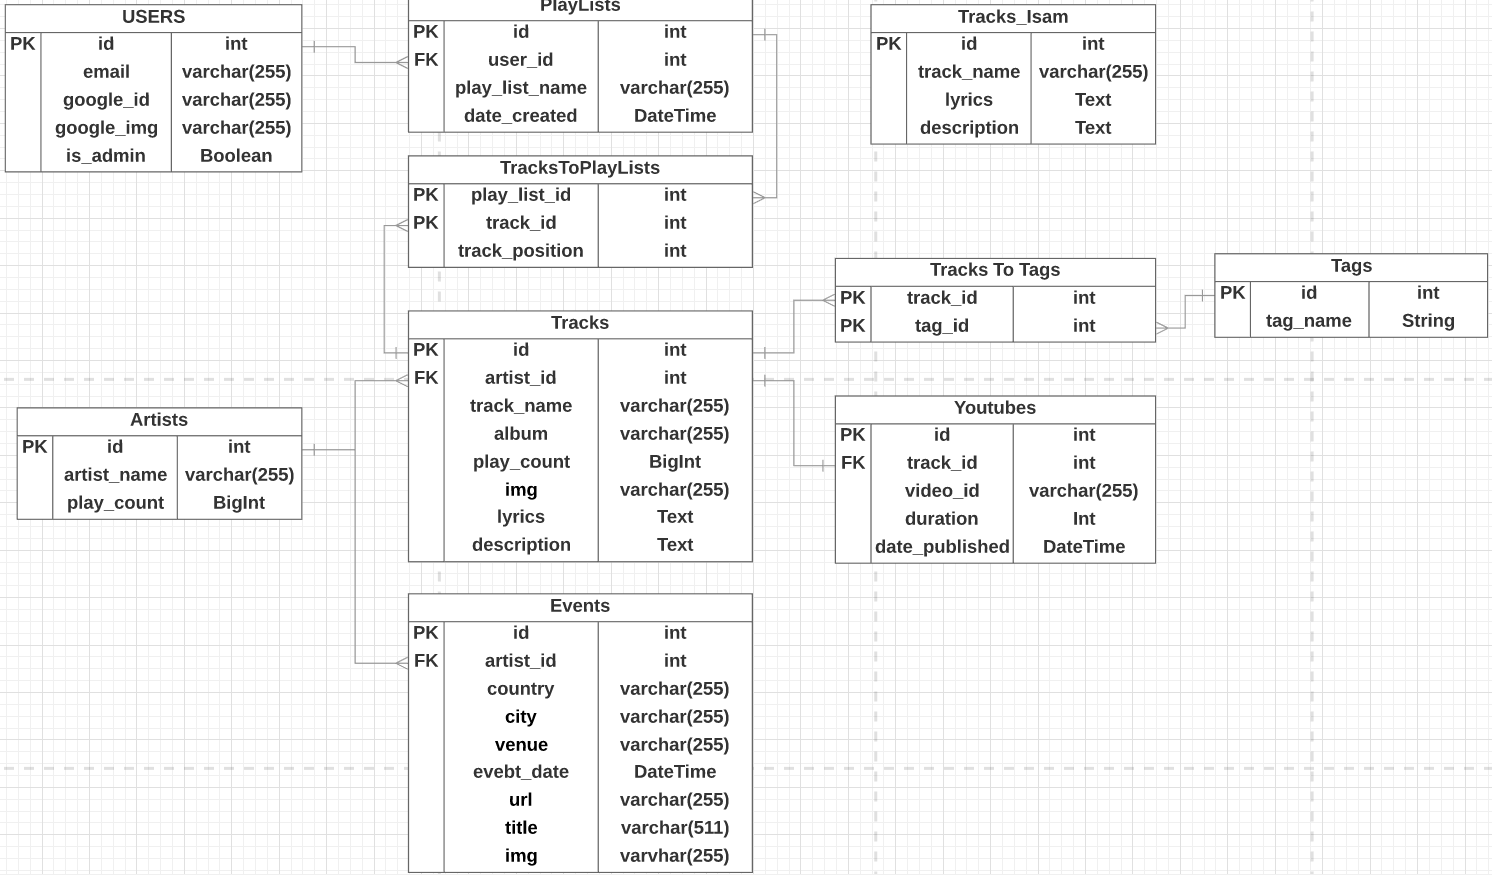 USERS
PK id int
email varchar(255)
google_id varchar(255)
google_img varchar(255)
is_admin Boolean
PlayLists
PK id int
FK user_id int
play_list_name varchar(255)
date_created DateTime
Tracks_Isam
PK id int
track_name varchar(255)
lyrics Text
description Text
TracksToPlayLists
PK play_list_id int
PK track_id int
track_position int
Tracks To Tags
PK track_id int
PK tag_id int
Tags
PK id int
tag_name String
Tracks
PK id int
FK artist_id int
track_name varchar(255)
album varchar(255)
play_count BigInt
img varchar(255)
lyrics Text
description Text
Artists
PK id int
artist_name varchar(255)
play_count BigInt
Youtubes
PK id int
FK track_id int
video_id varchar(255)
duration Int
date_published DateTime
Events
PK id int
FK artist_id int
country varchar(255)
city varchar(255)
venue varchar(255)
evebt_date DateTime
url varchar(255)
title varchar(511)
img varvhar(255)